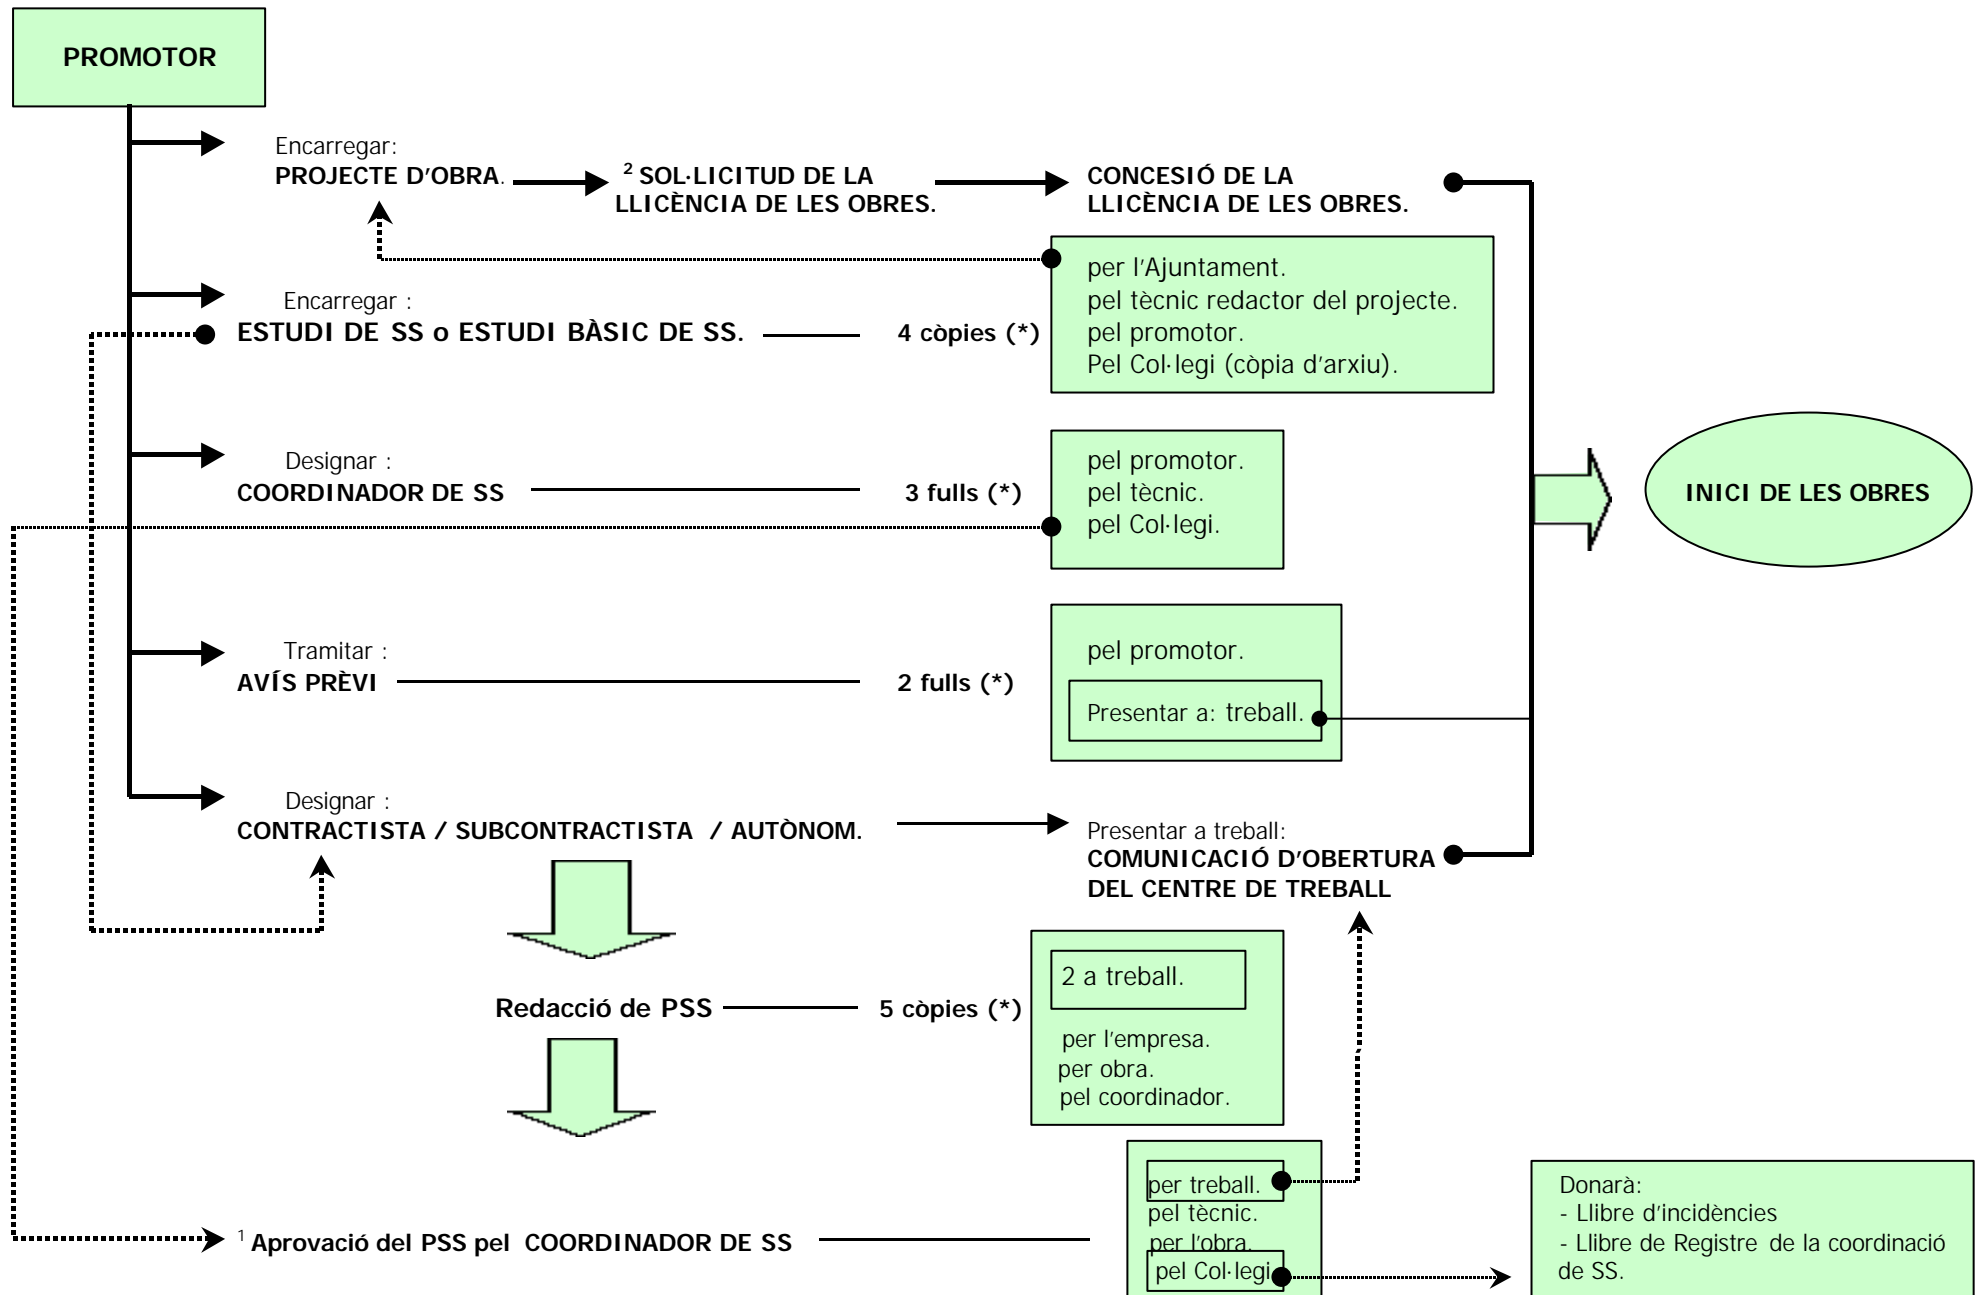 PROMOTOR
Encarregar:
PROJECTE D'OBRA.
² SOL·LICITUD DE LA
LLICÈNCIA DE LES OBRES.
CONCESIÓ DE LA
LLICÈNCIA DE LES OBRES.
per l'Ajuntament.
pel tècnic redactor del projecte.
pel promotor.
Pel Col·legi (còpia d'arxiu).
Encarregar :
ESTUDI DE SS o ESTUDI BÀSIC DE SS.
4 còpies (*)
Designar :
COORDINADOR DE SS
3 fulls (*)
pel promotor.
pel tècnic.
pel Col·legi.
INICI DE LES OBRES
Tramitar :
AVÍS PRÈVI
2 fulls (*)
pel promotor.
Presentar a: treball.
Designar :
CONTRACTISTA / SUBCONTRACTISTA / AUTÒNOM.
Presentar a treball:
COMUNICACIÓ D'OBERTURA
DEL CENTRE DE TREBALL
Redacció de PSS
5 còpies (*)
2 a treball.
per l'empresa.
per obra.
pel coordinador.
¹ Aprovació del PSS pel COORDINADOR DE SS
per treball.
pel tècnic.
per l'obra.
pel Col·legi.
Donarà:
- Llibre d'incidències
- Llibre de Registre de la coordinació
de SS.